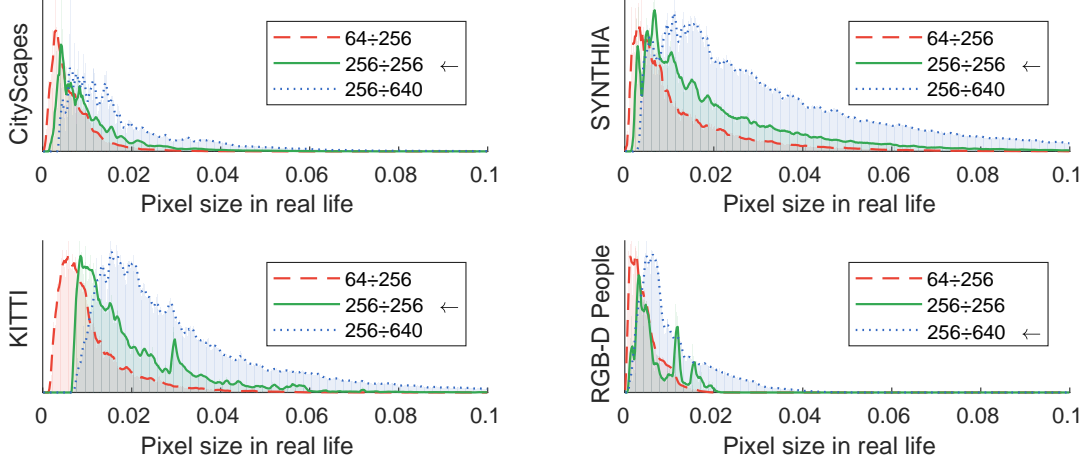 CityScapes
64÷256
256÷256 ←
256÷640
0 0.02 0.04 0.06 0.08 0.1
Pixel size in real life
SYNTHIA
64÷256
256÷256 ←
256÷640
0 0.02 0.04 0.06 0.08 0.1
Pixel size in real life
KITTI
64÷256
256÷256 ←
256÷640
0 0.02 0.04 0.06 0.08 0.1
Pixel size in real life
RGB-D People
64÷256
256÷256
256÷640 ←
0 0.02 0.04 0.06 0.08 0.1
Pixel size in real life